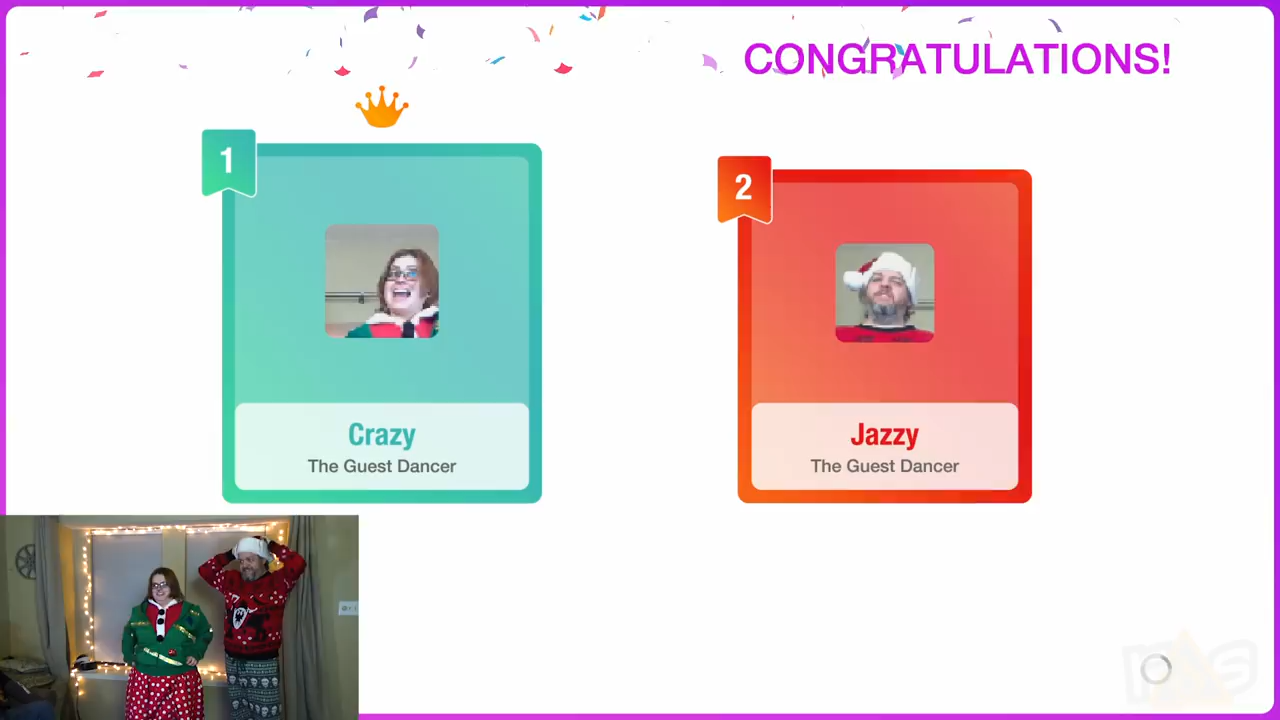 CONGRATULATIONS!
1
2
Crazy
The Guest Dancer
Jazzy
The Guest Dancer